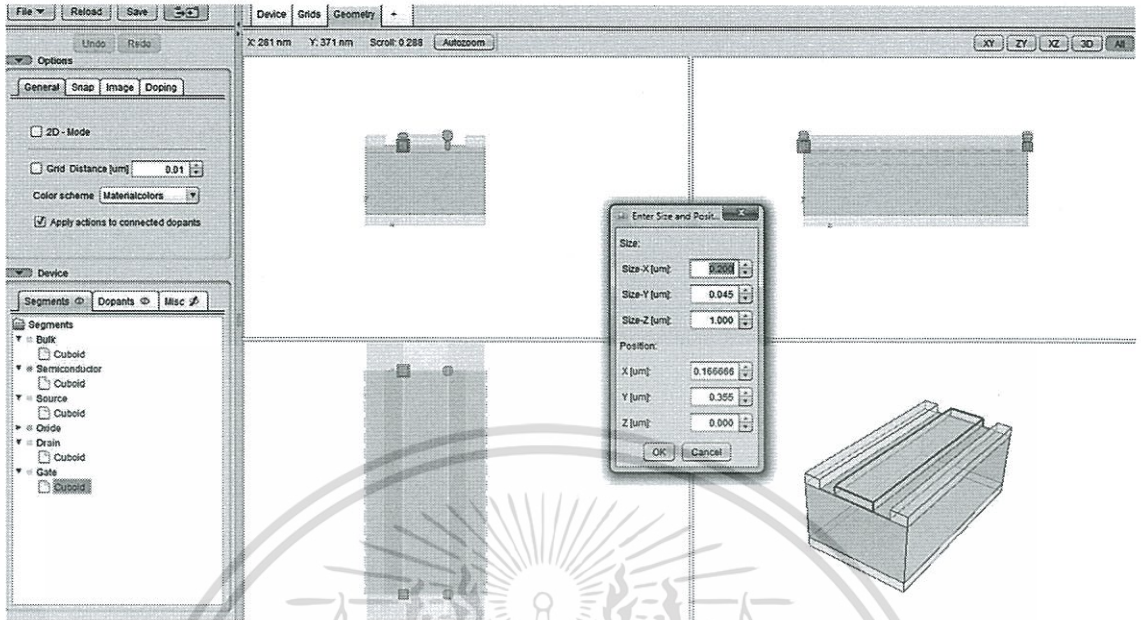 File Reload Save
Device Grids Geometry +
Undo Redo
X: 281 nm Y: 371 nm Scroll: 0.288 Autozoom
XY ZY XZ 3D All
Options
General Snap Image Doping
2D - Mode
Grid Distance [um] 0.01
Color scheme Materialcolors
Apply actions to connected dopants
Device
Segments Dopants Misc
Segments
Bulk
Cuboid
Semiconductor
Cuboid
Source
Cuboid
Oxide
Drain
Cuboid
Gate
Cuboid
Enter Size and Posit...
Size:
Size-X [um]: 0.200
Size-Y [um]: 0.045
Size-Z [um]: 1.000
Position:
X [um]: 0.166666
Y [um]: 0.355
Z [um]: 0.000
OK Cancel